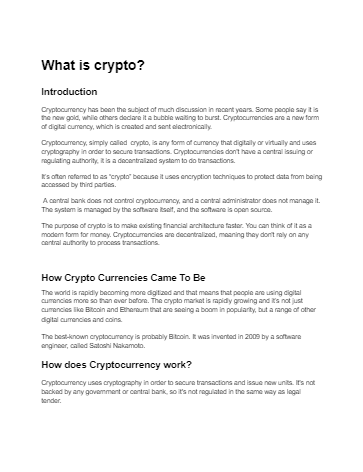 What is crypto?
Introduction
Cryptocurrency has been the subject of much discussion in recent years. Some people say it is
the new gold, while others declare it a bubble waiting to burst. Cryptocurrencies are a new form
of digital currency, which is created and sent electronically.
Cryptocurrency, simply called crypto, is any form of currency that digitally or virtually and uses
cryptography in order to secure transactions. Cryptocurrencies don't have a central issuing or
regulating authority, it is a decentralized system to do transactions.
It's often referred to as "crypto" because it uses encryption techniques to protect data from being
accessed by third parties.
A central bank does not control cryptocurrency, and a central administrator does not manage it.
The system is managed by the software itself, and the software is open source.
The purpose of crypto is to make existing financial architecture faster. You can think of it as a
modern form for money. Cryptocurrencies are decentralized, meaning they don't rely on any
central authority to process transactions.
How Crypto Currencies Came To Be
The world is rapidly becoming more digitized and that means that people are using digital
currencies more so than ever before. The crypto market is rapidly growing and it's not just
currencies like Bitcoin and Ethereum that are seeing a boom in popularity, but a range of other
digital currencies and coins.
The best-known cryptocurrency is probably Bitcoin. It was invented in 2009 by a software
engineer, called Satoshi Nakamoto.
How does Cryptocurrency work?
Cryptocurrency uses cryptography in order to secure transactions and issue new units. It's not
backed by any government or central bank, so it's not regulated in the same way as legal
tender.